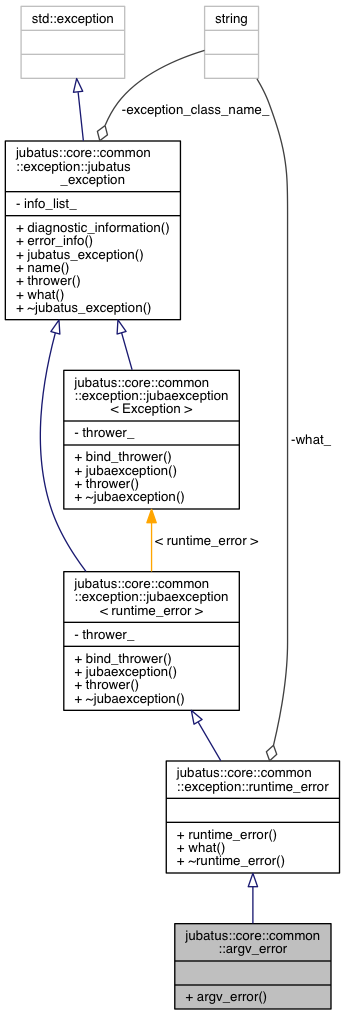 std::exception
string
-exception_class_name_
jubatus::core::common
::exception::jubatus
_exception
- info_list_
+ diagnostic_information()
+ error_info()
+ jubatus_exception()
+ name()
+ thrower()
+ what()
+ ~jubatus_exception()
jubatus::core::common
::exception::jubaexception
< Exception >
- thrower_
+ bind_thrower()
+ jubaexception()
+ thrower()
+ ~jubaexception()
-what_
< runtime_error >
jubatus::core::common
::exception::jubaexception
< runtime_error >
- thrower_
+ bind_thrower()
+ jubaexception()
+ thrower()
+ ~jubaexception()
jubatus::core::common
::exception::runtime_error
+ runtime_error()
+ what()
+ ~runtime_error()
jubatus::core::common
::argv_error
+ argv_error()